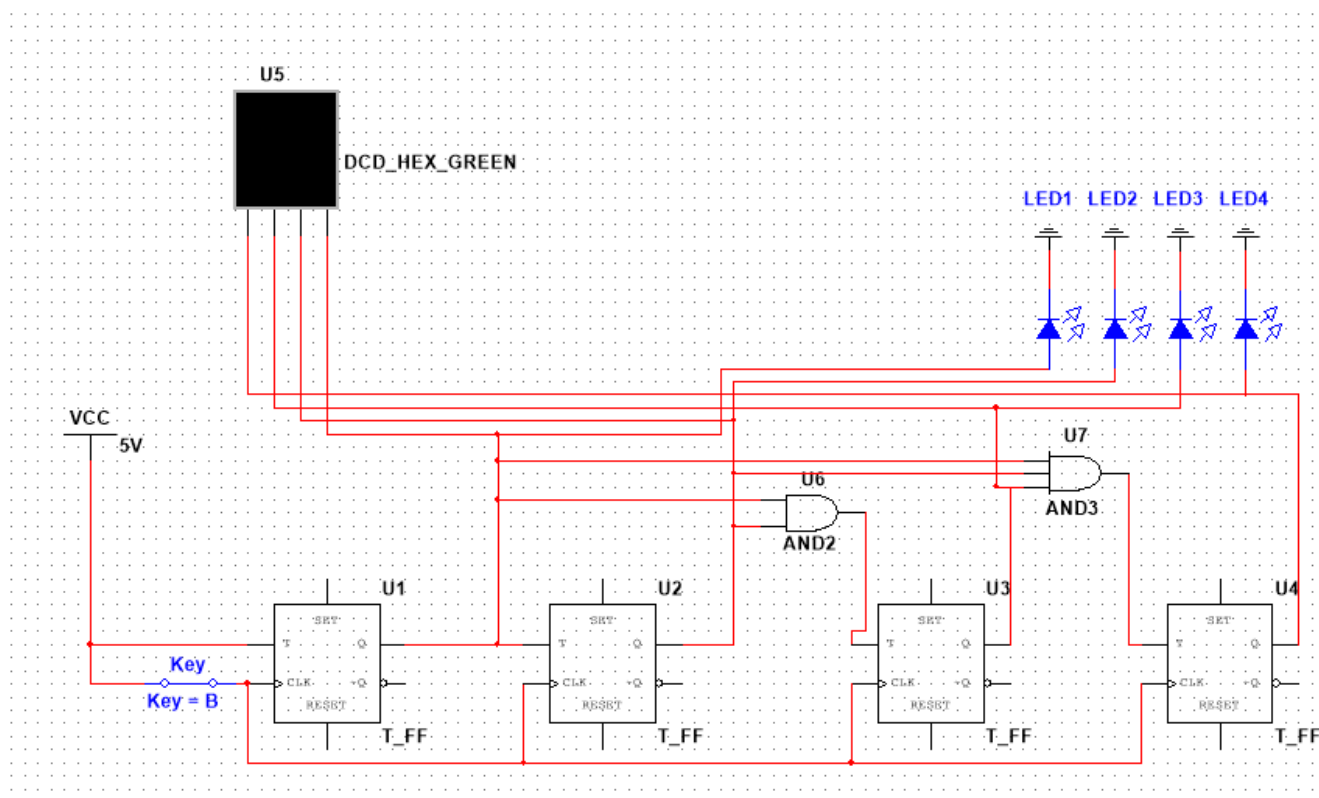 U5
DCD_HEX_GREEN
LED1 LED2 LED3 LED4
VCC
5V
U7
AND3
U6
AND2
U1
U2
U3
U4
SET
SET
SET
SET
T Q
T Q
T Q
T Q
Key
Key = B
CLK ~Q
CLK ~Q
CLK ~Q
CLK ~Q
RESET
RESET
RESET
RESET
T_FF
T_FF
T_FF
T_FF